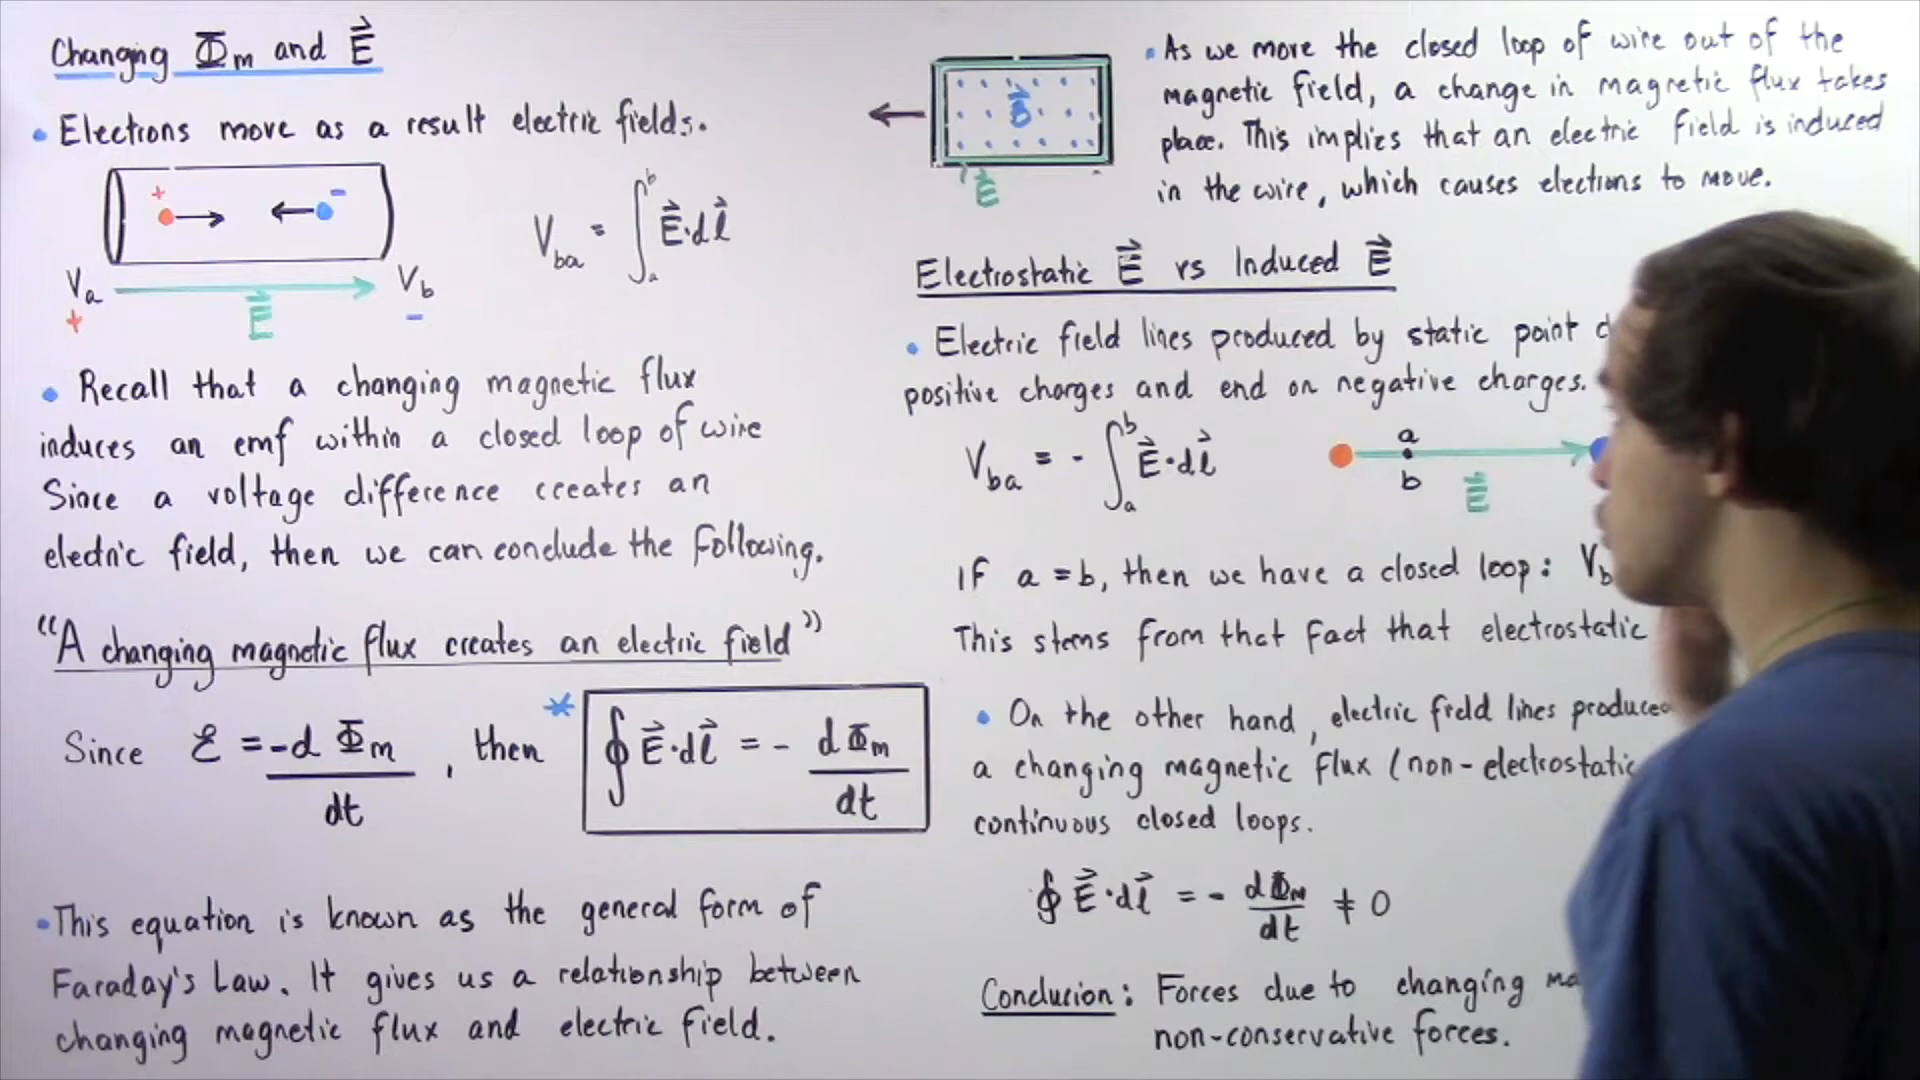 Changing Φm and E⃗
• Electrons move as a result electric fields.
+ -
Va Vb
+ E⃗ -
Vba = ∫ₐᵇ E⃗·dl⃗
• Recall that a changing magnetic flux
induces an emf within a closed loop of wire
Since a voltage difference creates an
electric field, then we can conclude the following.
"A changing magnetic flux creates an electric field"
Since ℰ = -dΦm/dt , then * ∮E⃗·dl⃗ = - dΦm/dt
• This equation is known as the general form of
Faraday's Law. It gives us a relationship between
changing magnetic flux and electric field.
B⃗
E⃗
• As we move the closed loop of wire out of the
magnetic field, a change in magnetic flux takes
place. This implies that an electric field is induced
in the wire, which causes electrons to move.
Electrostatic E⃗ vs Induced E⃗
• Electric field lines produced by static point
positive charges and end on negative charges.
Vba = - ∫ₐᵇ E⃗·dl⃗
a
b
E⃗
If a = b, then we have a closed loop: Vb
This stems from that fact that electrostatic
• On the other hand, electric field lines produced
a changing magnetic flux (non-electrostatic
continuous closed loops.
∮E⃗·dl⃗ = - dΦm/dt ≠ 0
Conclusion: Forces due to changing ma
non-conservative forces.